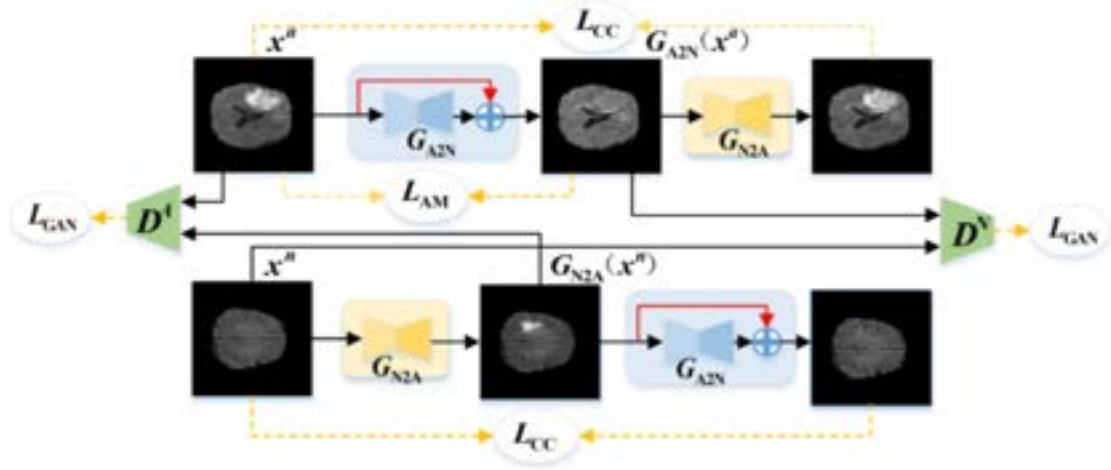 L_CC
x^a
G_A2N(x^a)
G_A2N
G_N2A
L_AM
L_GAN
D^A
D^N
L_GAN
x^n
G_N2A(x^n)
G_N2A
G_A2N
L_CC